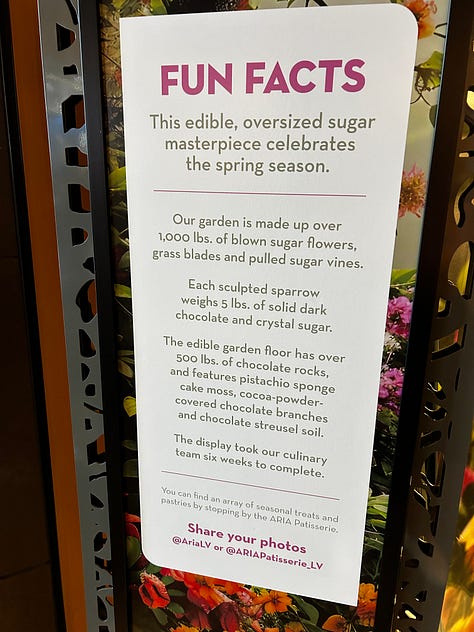 FUN FACTS
This edible, oversized sugar
masterpiece celebrates
the spring season.
Our garden is made up over
1,000 lbs. of blown sugar flowers,
grass blades and pulled sugar vines.
Each sculpted sparrow
weighs 5 lbs. of solid dark
chocolate and crystal sugar.
The edible garden floor has over
500 lbs. of chocolate rocks,
and features pistachio sponge
cake moss, cocoa-powder-
covered chocolate branches
and chocolate streusel soil.
The display took our culinary
team six weeks to complete.
You can find an array of seasonal treats and
pastries by stopping by the ARIA Patisserie.
Share your photos
@AriaLV or @ARIAPatisserie_LV